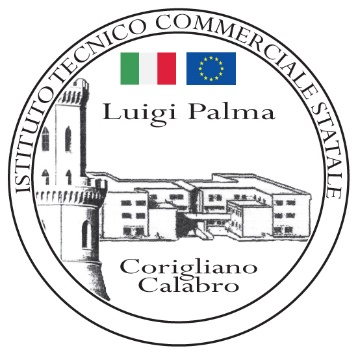 ISTITUTO TECNICO COMMERCIALE STATALE
Luigi Palma
Corigliano
Calabro